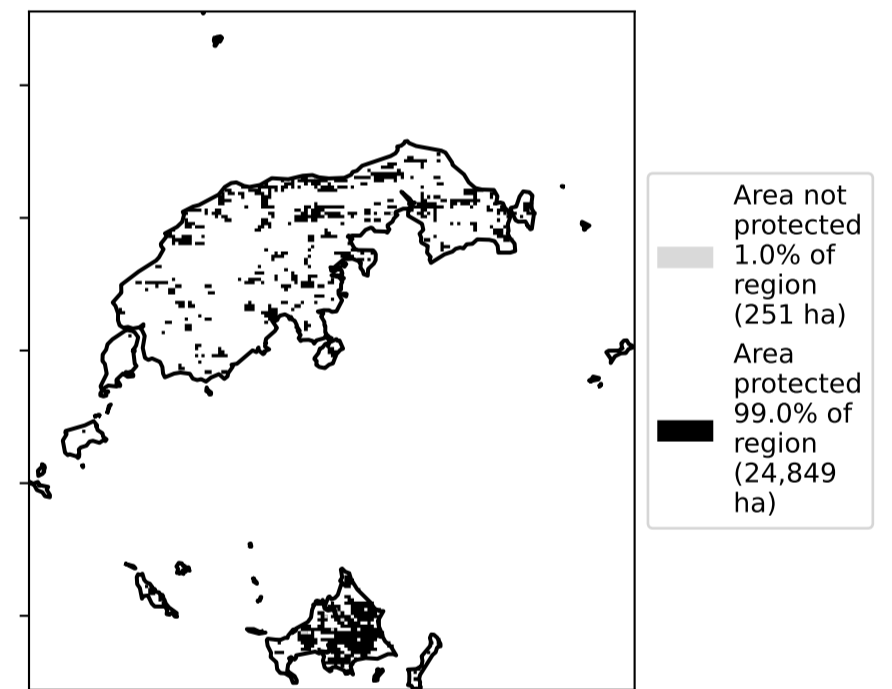 Area not
protected
1.0% of
region
(251 ha)
Area
protected
99.0% of
region
(24,849
ha)